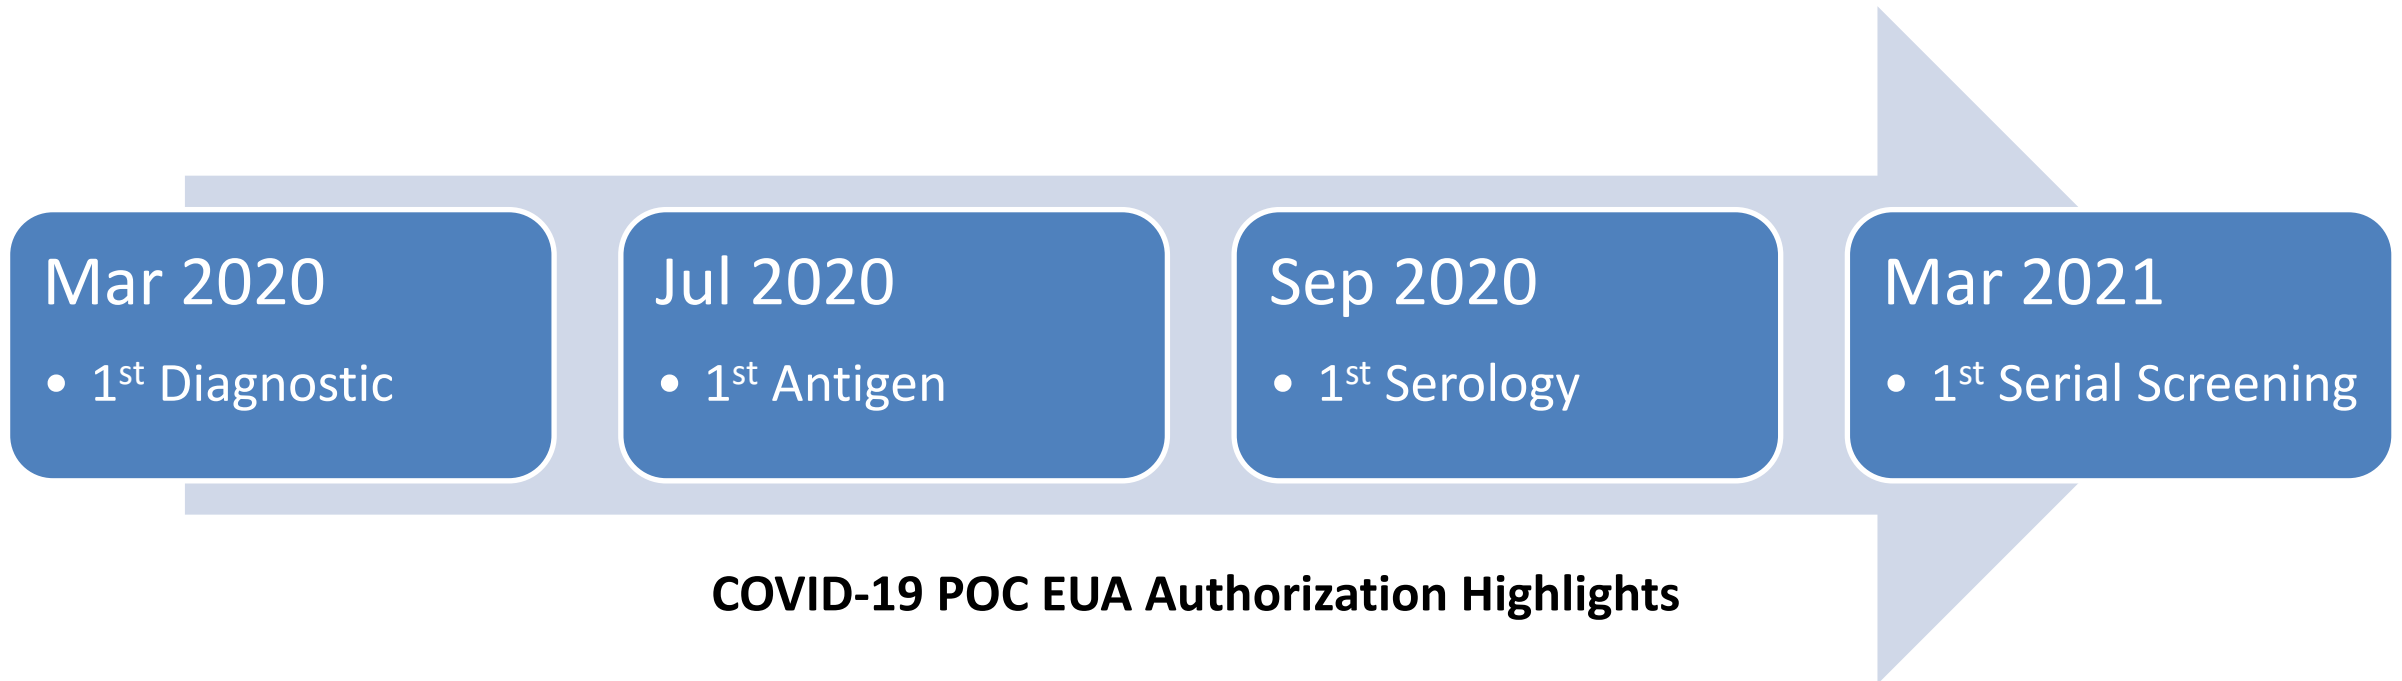 Mar 2020
• 1st Diagnostic
Jul 2020
• 1st Antigen
Sep 2020
• 1st Serology
Mar 2021
• 1st Serial Screening
COVID-19 POC EUA Authorization Highlights